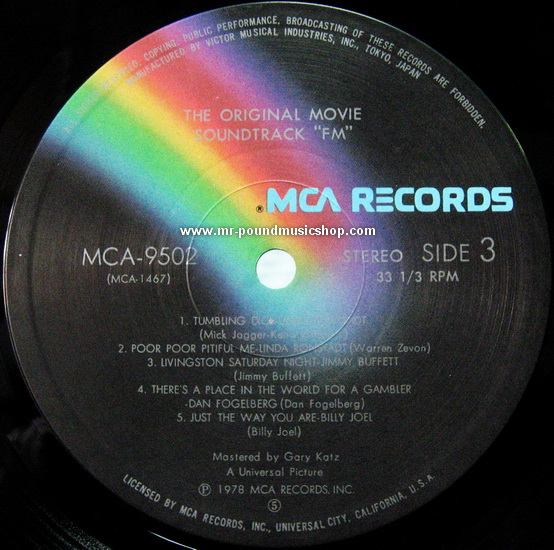 COPYING, PUBLIC PERFORMANCE, BROADCASTING OF THESE RECORDS ARE FORBIDDEN.
MANUFACTURED BY VICTOR MUSICAL INDUSTRIES, INC., TOKYO, JAPAN
THE ORIGINAL MOVIE
SOUNDTRACK "FM"
® MCA RECORDS
www.mr-poundmusicshop.com
MCA-9502
(MCA-1467)
STEREO SIDE 3
33 1/3 RPM
1. TUMBLING
(Mick Jagger-
2. POOR POOR PITIFUL ME-LINDA RONSTADT (Warren Zevon)
3. LIVINGSTON SATURDAY NIGHT-JIMMY BUFFETT
(Jimmy Buffett)
4. THERE'S A PLACE IN THE WORLD FOR A GAMBLER
-DAN FOGELBERG (Dan Fogelberg)
5. JUST THE WAY YOU ARE-BILLY JOEL
(Billy Joel)
Mastered by Gary Katz
A Universal Picture
Ⓟ 1978 MCA RECORDS, INC.
⑤
LICENSED BY MCA RECORDS, INC., UNIVERSAL CITY, CALIFORNIA, U.S.A.